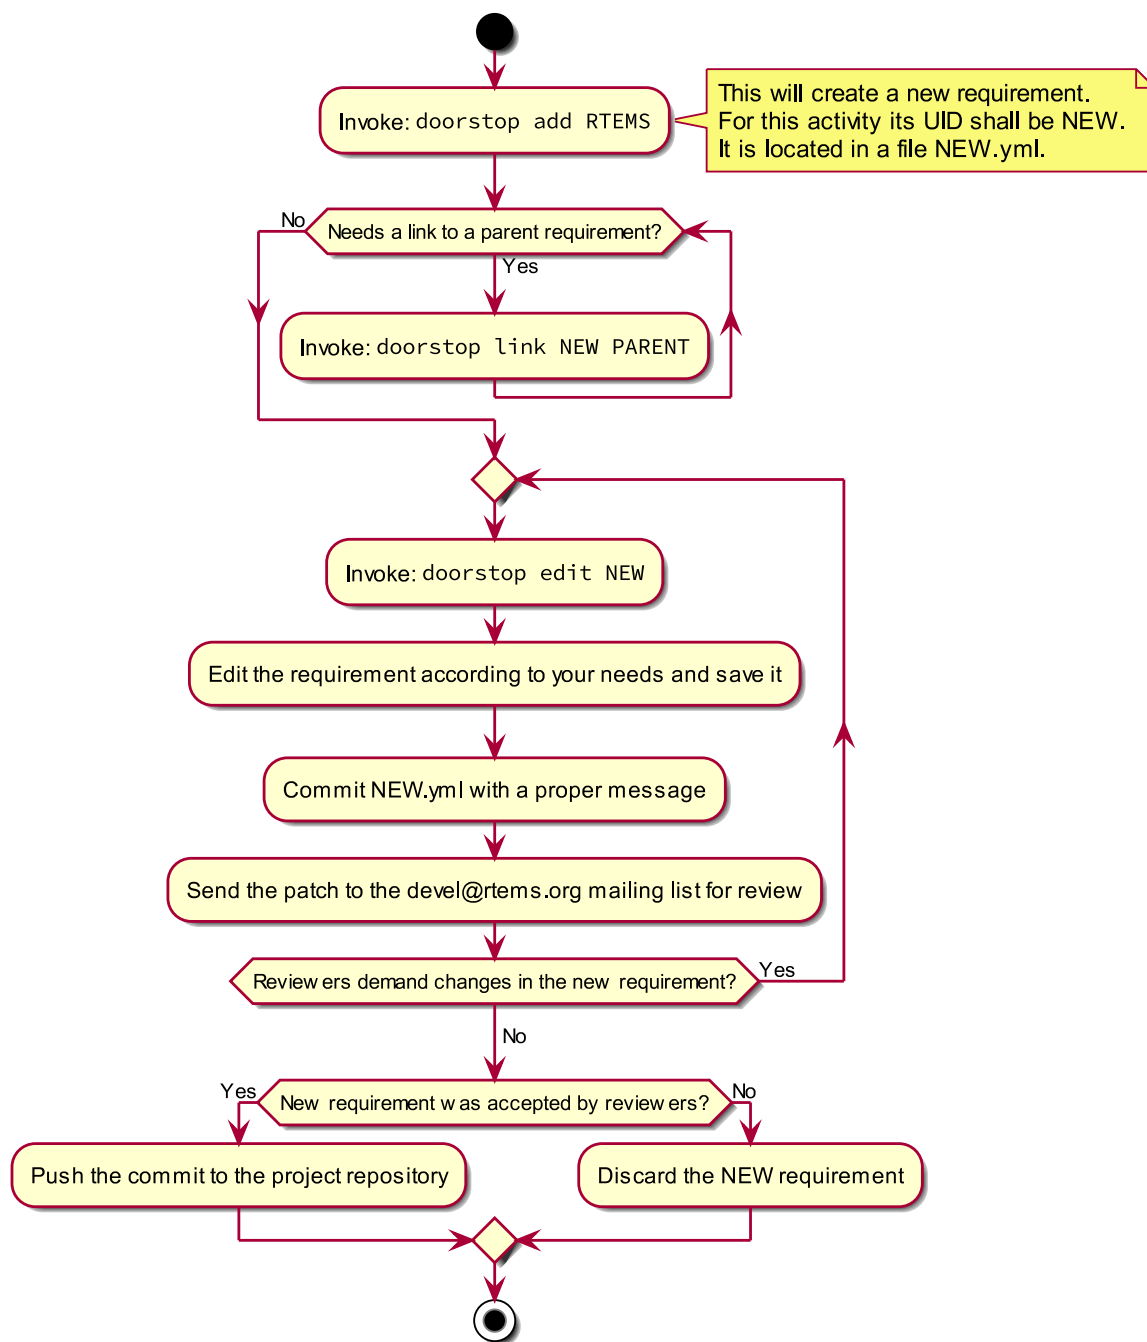 Invoke: doorstop add RTEMS
This will create a new requirement.
For this activity its UID shall be NEW.
It is located in a file NEW.yml.
No
Needs a link to a parent requirement?
Yes
Invoke: doorstop link NEW PARENT
Invoke: doorstop edit NEW
Edit the requirement according to your needs and save it
Commit NEW.yml with a proper message
Send the patch to the devel@rtems.org mailing list for review
Reviewers demand changes in the new requirement?
Yes
No
Yes
New requirement was accepted by reviewers?
No
Push the commit to the project repository
Discard the NEW requirement